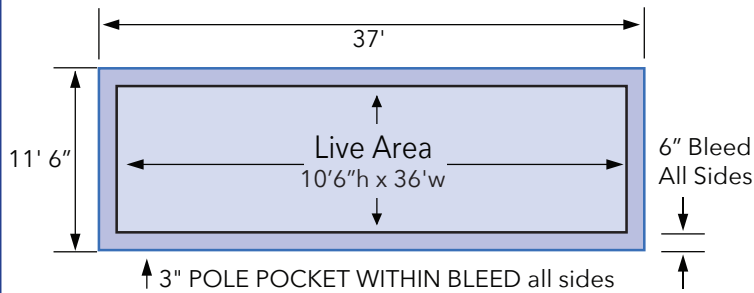 37'
11' 6”
Live Area
10’6”h x 36'w
6” Bleed
All Sides
3" POLE POCKET WITHIN BLEED all sides